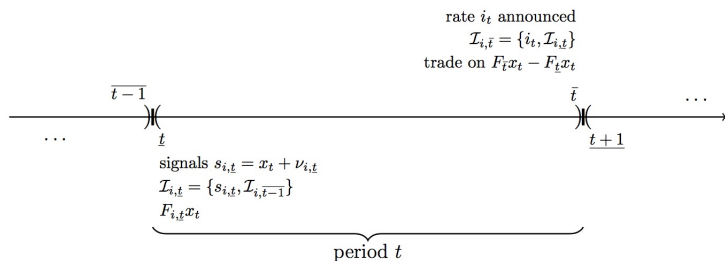 rate i_t announced
𝓘_{i,t̄} = {i_t, 𝓘_{i,t̲}}
trade on F_{t̄}x_t − F_{t̲}x_t
\overline{t−1}
t̄
...
...
t̲
\underline{t+1}
signals s_{i,t̲} = x_t + ν_{i,t̲}
𝓘_{i,t̲} = {s_{i,t̲}, 𝓘_{i,\overline{t−1}}}
F_{i,t̲}x_t
period t